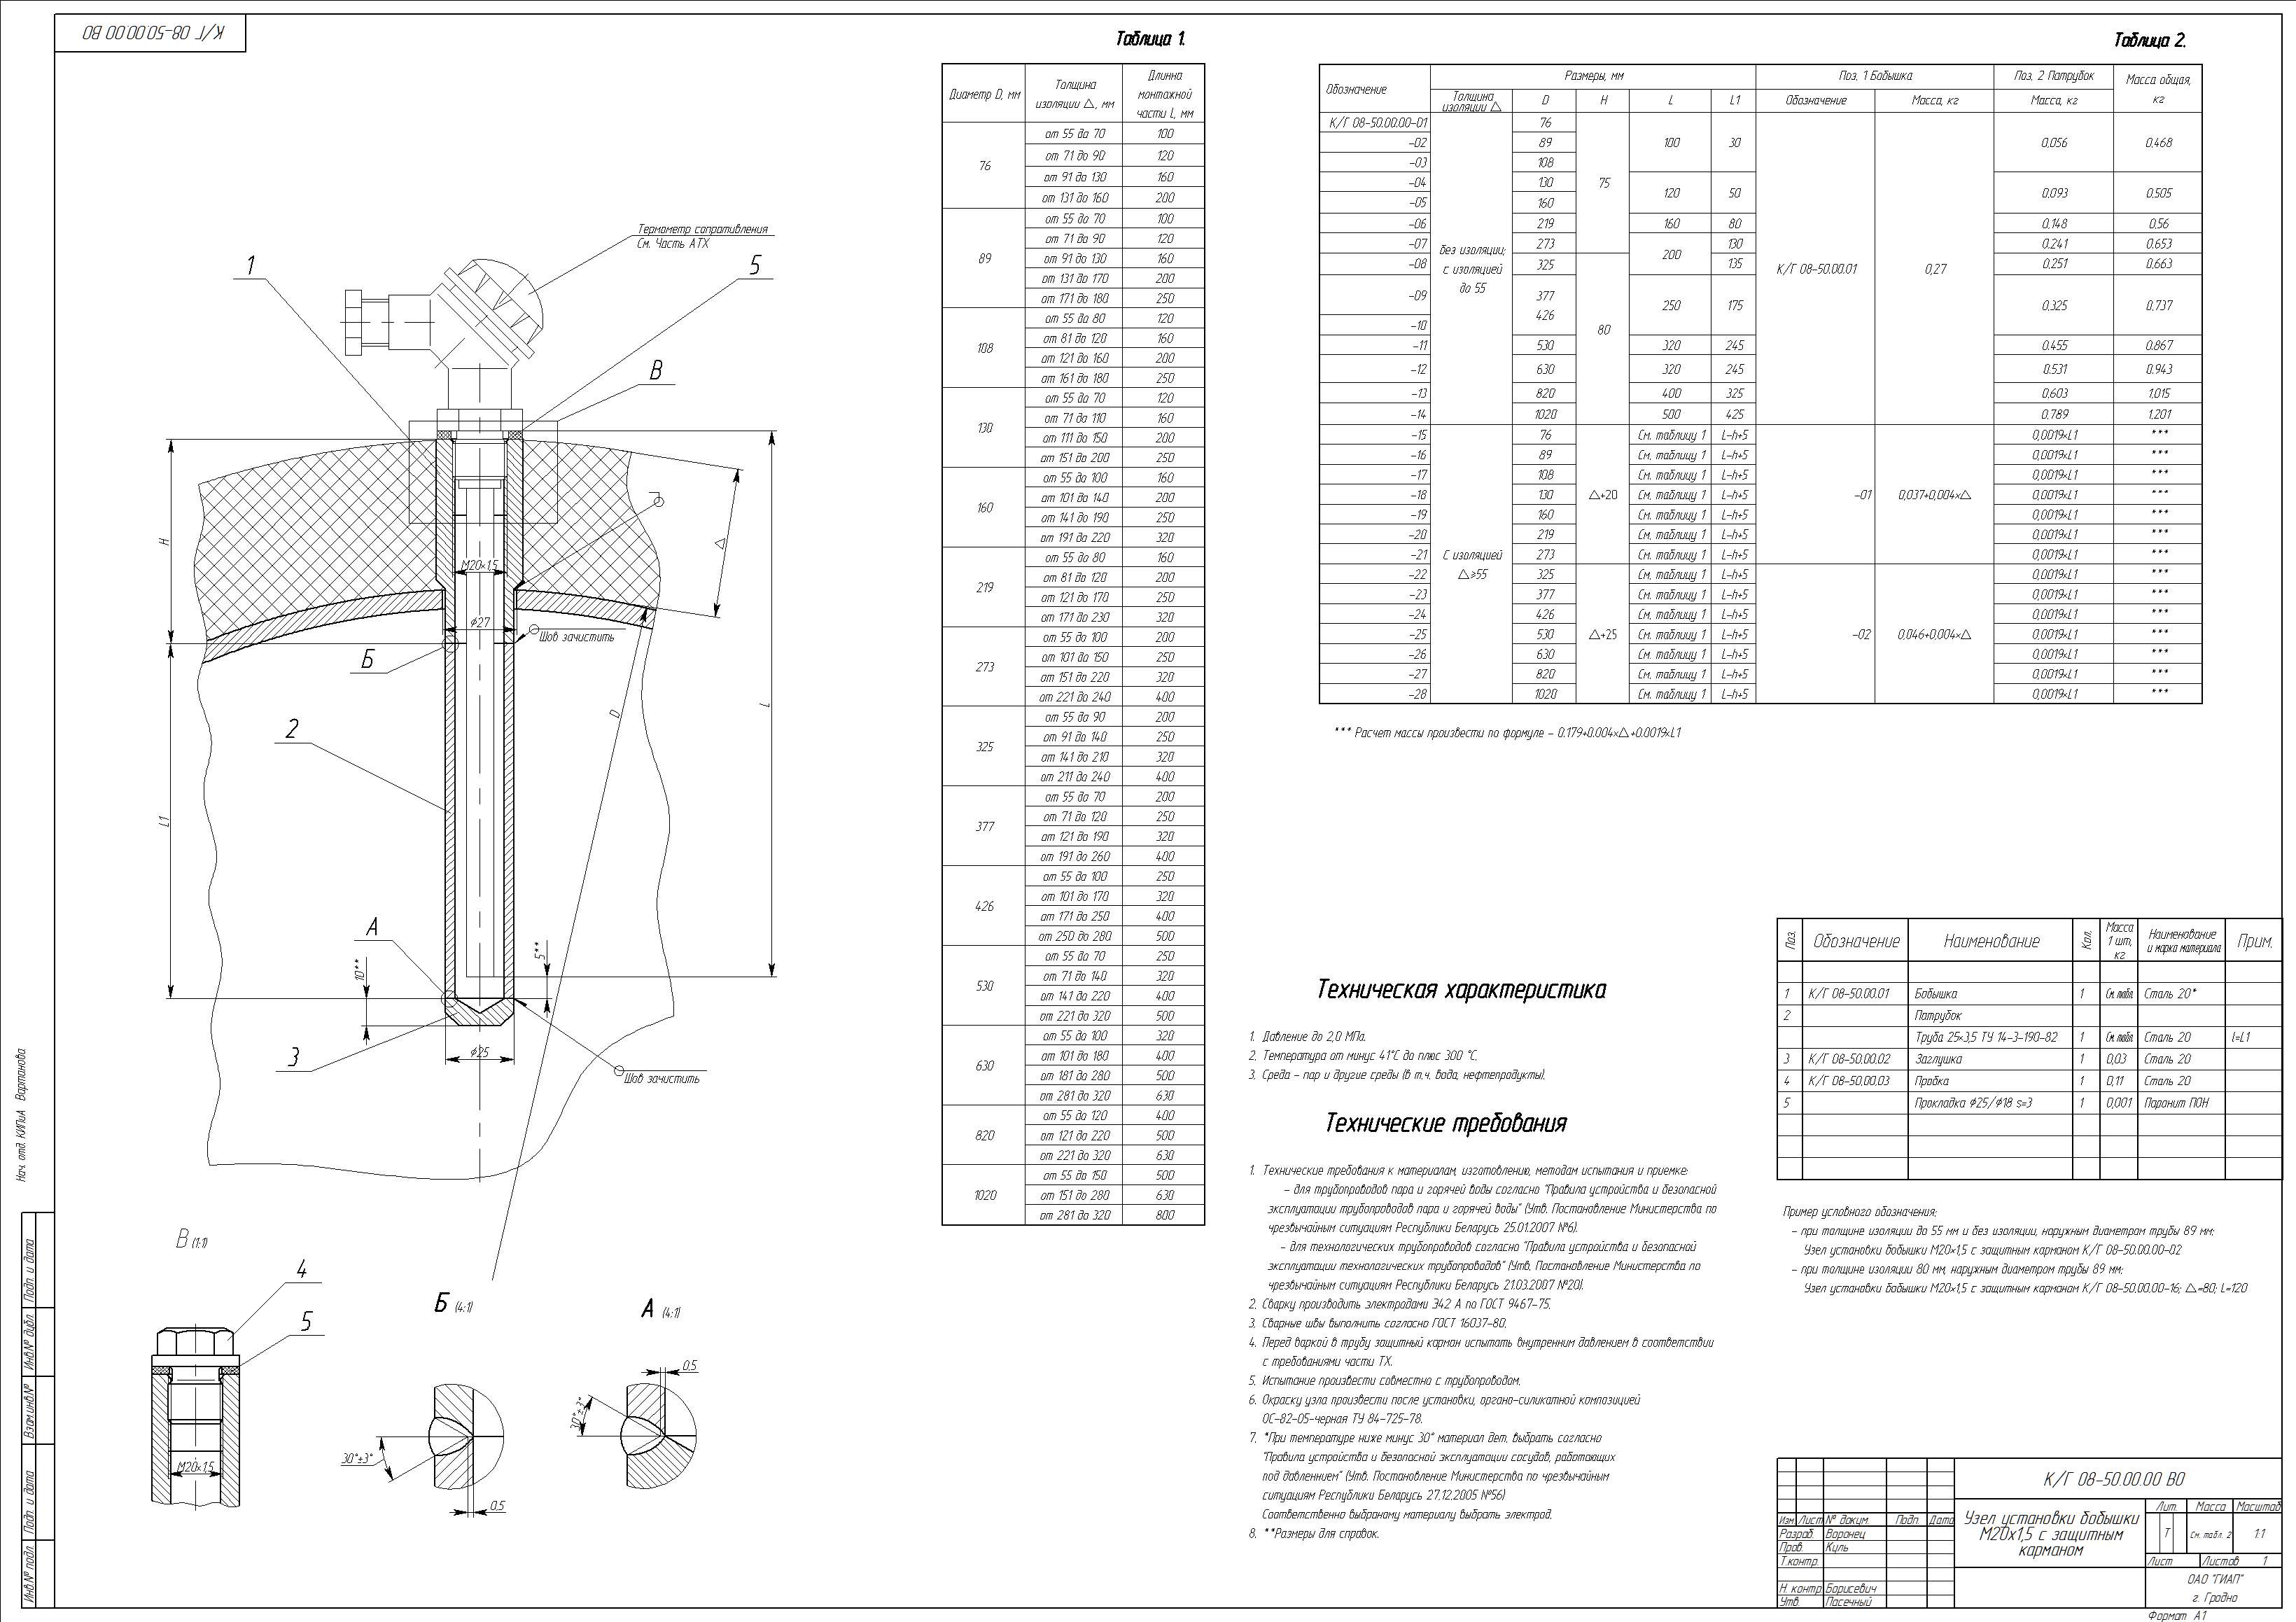 К/Г 08-50.00.00 ВО
Термометр сопротивления
См. Часть АТХ
1
5
В
H
L1
M20×1,5
ϕ27
Шов зачистить
Б
△
D
L
2
А
10**
5**
ϕ25
3
Шов зачистить
В (1:1)
4
5
M20×1,5
Б (4:1)
30°±3°
0,5
А (4:1)
0,5
30°±3°
Таблица 1.
Диаметр D, мм | Толщина изоляции △, мм | Длинна монтажной части l, мм
76 | от 55 до 70 | 100
от 71 до 90 | 120
от 91 до 130 | 160
от 131 до 160 | 200
89 | от 55 до 70 | 100
от 71 до 90 | 120
от 91 до 130 | 160
от 131 до 170 | 200
от 171 до 180 | 250
108 | от 55 до 80 | 120
от 81 до 120 | 160
от 121 до 160 | 200
от 161 до 180 | 250
130 | от 55 до 70 | 120
от 71 до 110 | 160
от 111 до 150 | 200
от 151 до 200 | 250
160 | от 55 до 100 | 160
от 101 до 140 | 200
от 141 до 190 | 250
от 191 до 220 | 320
219 | от 55 до 80 | 160
от 81 до 120 | 200
от 121 до 170 | 250
от 171 до 230 | 320
273 | от 55 до 100 | 200
от 101 до 150 | 250
от 151 до 220 | 320
от 221 до 240 | 400
325 | от 55 до 90 | 200
от 91 до 140 | 250
от 141 до 210 | 320
от 211 до 240 | 400
377 | от 55 до 70 | 200
от 71 до 120 | 250
от 121 до 190 | 320
от 191 до 260 | 400
426 | от 55 до 100 | 250
от 101 до 170 | 320
от 171 до 250 | 400
от 250 до 280 | 500
530 | от 55 до 70 | 250
от 71 до 140 | 320
от 141 до 220 | 400
от 221 до 320 | 500
630 | от 55 до 100 | 320
от 101 до 180 | 400
от 181 до 280 | 500
от 281 до 320 | 630
820 | от 55 до 120 | 400
от 121 до 220 | 500
от 221 до 320 | 630
1020 | от 55 до 150 | 500
от 151 до 280 | 630
от 281 до 320 | 800
Таблица 2.
Обозначение | Размеры, мм | Поз. 1 Бобышка | Поз. 2 Патрубок | Масса общая, кг
Толщина изоляции △ | D | H | L | L1 | Обозначение | Масса, кг | Масса, кг
К/Г 08-50.00.00-01 | без изоляции; с изоляцией до 55 | 76 | 75 | 100 | 30 | К/Г 08-50.00.01 | 0,27 | 0,056 | 0,468
-02 | 89
-03 | 108
-04 | 130 | 120 | 50 | 0,093 | 0,505
-05 | 160
-06 | 219 | 160 | 80 | 0,148 | 0,56
-07 | 273 | 200 | 130 | 0,241 | 0,653
-08 | 325 | 80 | 135 | 0,251 | 0,663
-09 | 377 | 250 | 175 | 0,325 | 0,737
-10 | 426
-11 | 530 | 320 | 245 | 0,455 | 0,867
-12 | 630 | 320 | 245 | 0,531 | 0,943
-13 | 820 | 400 | 325 | 0,603 | 1,015
-14 | 1020 | 500 | 425 | 0,789 | 1,201
-15 | С изоляцией △≥55 | 76 | △+20 | См. таблицу 1 | L-h+5 | -01 | 0,037+0,004×△ | 0,0019×L1 | ***
-16 | 89 | См. таблицу 1 | L-h+5 | 0,0019×L1 | ***
-17 | 108 | См. таблицу 1 | L-h+5 | 0,0019×L1 | ***
-18 | 130 | См. таблицу 1 | L-h+5 | 0,0019×L1 | ***
-19 | 160 | См. таблицу 1 | L-h+5 | 0,0019×L1 | ***
-20 | 219 | См. таблицу 1 | L-h+5 | 0,0019×L1 | ***
-21 | 273 | См. таблицу 1 | L-h+5 | 0,0019×L1 | ***
-22 | 325 | △+25 | См. таблицу 1 | L-h+5 | -02 | 0,046+0,004×△ | 0,0019×L1 | ***
-23 | 377 | См. таблицу 1 | L-h+5 | 0,0019×L1 | ***
-24 | 426 | См. таблицу 1 | L-h+5 | 0,0019×L1 | ***
-25 | 530 | См. таблицу 1 | L-h+5 | 0,0019×L1 | ***
-26 | 630 | См. таблицу 1 | L-h+5 | 0,0019×L1 | ***
-27 | 820 | См. таблицу 1 | L-h+5 | 0,0019×L1 | ***
-28 | 1020 | См. таблицу 1 | L-h+5 | 0,0019×L1 | ***
*** Расчет массы произвести по формуле - 0.179+0.004×△+0.0019×L1
Техническая характеристика
1. Давление до 2,0 МПа.
2. Температура от минус 41°С до плюс 300 °С.
3. Среда - пар и другие среды (в т.ч. вода, нефтепродукты).
Технические требования
1. Технические требования к материалам, изготовлению, методам испытания и приемке:
- для трубопроводов пара и горячей воды согласно "Правила устройства и безопасной
эксплуатации трубопроводов пара и горячей воды" (Утв. Постановление Министерства по
чрезвычайным ситуациям Республики Беларусь 25.01.2007 №6).
- для технологических трубопроводов согласно "Правила устройства и безопасной
эксплуатации технологических трубопроводов" (Утв. Постановление Министерства по
чрезвычайным ситуациям Республики Беларусь 21.03.2007 №20).
2. Сварку производить электродами Э42 А по ГОСТ 9467-75.
3. Сварные швы выполнить согласно ГОСТ 16037-80.
4. Перед варкой в трубу защитный карман испытать внутренним давлением в соответствии
с требованиями части ТХ.
5. Испытание произвести совместно с трубопроводом.
6. Окраску узла произвести после установки, органо-силикатной композицией
ОС-82-05-черная ТУ 84-725-78.
7. *При температуре ниже минус 30° материал дет. выбрать согласно
"Правила устройства и безопасной эксплуатации сосудав, работающих
под давленнием" (Утв. Постановление Министерства по чрезвычайным
ситуациям Республики Беларусь 27.12.2005 №56)
Соответственно выбраному материалу выбрать электрод.
8. **Размеры для справок.
Поз. | Обозначение | Наименование | Кол. | Масса 1 шт, кг | Наименование и марка материала | Прим.
1 | К/Г 08-50.00.01 | Бобышка | 1 | См. табл. | Сталь 20*
2 | Патрубок
Труба 25×3,5 ТУ 14-3-190-82 | 1 | См. табл. | Сталь 20 | l=L1
3 | К/Г 08-50.00.02 | Заглушка | 1 | 0,03 | Сталь 20
4 | К/Г 08-50.00.03 | Пробка | 1 | 0,11 | Сталь 20
5 | Прокладка ϕ25/ϕ18 s=3 | 1 | 0,001 | Паронит ПОН
Пример условного обозначения:
- при толщине изоляции до 55 мм и без изоляции, наружным диаметром трубы 89 мм:
Узел установки бобышки М20×1,5 с защитным карманом К/Г 08-50.00.00-02
- при толщине изоляции 80 мм, наружным диаметром трубы 89 мм:
Узел установки бобышки М20×1,5 с защитным карманом К/Г 08-50.00.00-16; △=80; L=120
К/Г 08-50.00.00 ВО
Узел установки бобышки
М20х1,5 с защитным
карманом
Лит. | Масса | Масштаб
Т | См. табл. 2 | 1:1
Лист | Листов 1
ОАО "ГИАП"
г. Гродно
Изм. | Лист | № докум. | Подп. | Дата
Разраб. | Воронец
Пров. | Куль
Т.контр.
Н. контр. | Борисевич
Утв. | Пасечный
Формат А1
Нач. отд. КИПиА Вартанова
Подп. и дата
Инв.№ дубл.
Взам.инв.№
Подп. и дата
Инв.№ подл.